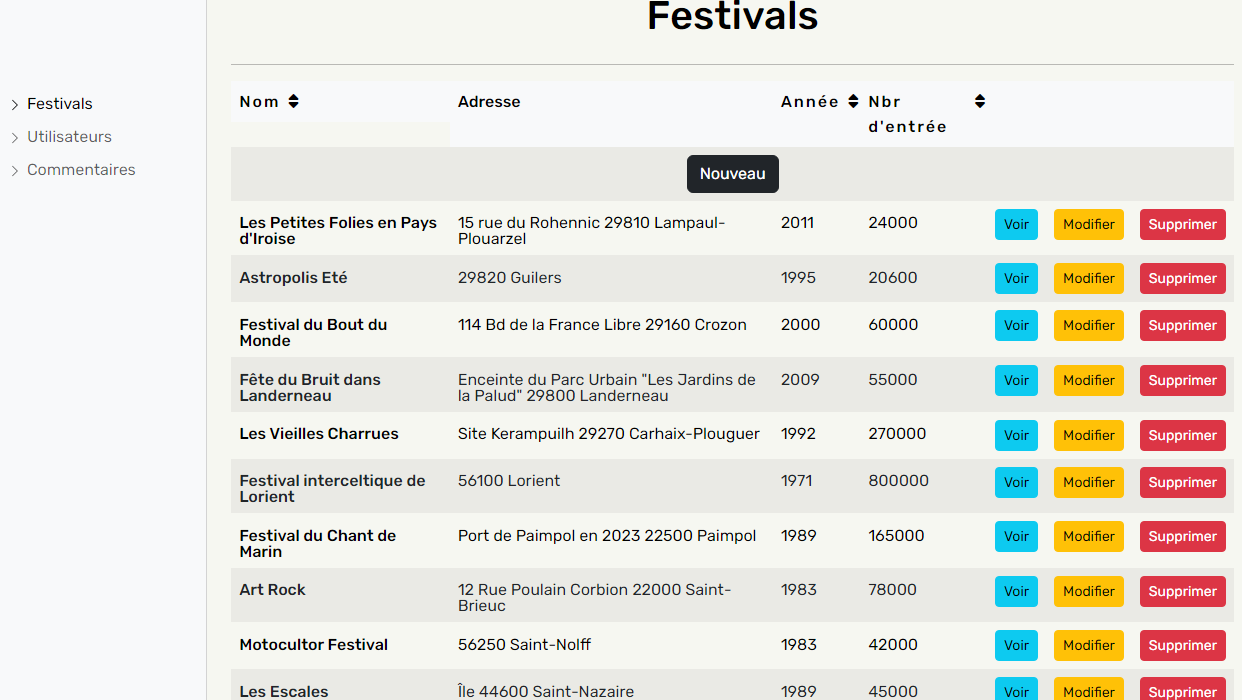 Festivals
Festivals
Utilisateurs
Commentaires
Nom Adresse Année Nbr
d'entrée
Nouveau
Les Petites Folies en Pays 15 rue du Rohennic 29810 Lampaul- 2011 24000 Voir Modifier Supprimer
d'Iroise Plouarzel
Astropolis Eté 29820 Guilers 1995 20600 Voir Modifier Supprimer
Festival du Bout du 114 Bd de la France Libre 29160 Crozon 2000 60000 Voir Modifier Supprimer
Monde
Fête du Bruit dans Enceinte du Parc Urbain "Les Jardins de 2009 55000 Voir Modifier Supprimer
Landerneau la Palud" 29800 Landerneau
Les Vieilles Charrues Site Kerampuilh 29270 Carhaix-Plouguer 1992 270000 Voir Modifier Supprimer
Festival interceltique de 56100 Lorient 1971 800000 Voir Modifier Supprimer
Lorient
Festival du Chant de Port de Paimpol en 2023 22500 Paimpol 1989 165000 Voir Modifier Supprimer
Marin
Art Rock 12 Rue Poulain Corbion 22000 Saint- 1983 78000 Voir Modifier Supprimer
Brieuc
Motocultor Festival 56250 Saint-Nolff 1983 42000 Voir Modifier Supprimer
Les Escales Île 44600 Saint-Nazaire 1989 45000 Voir Modifier Supprimer